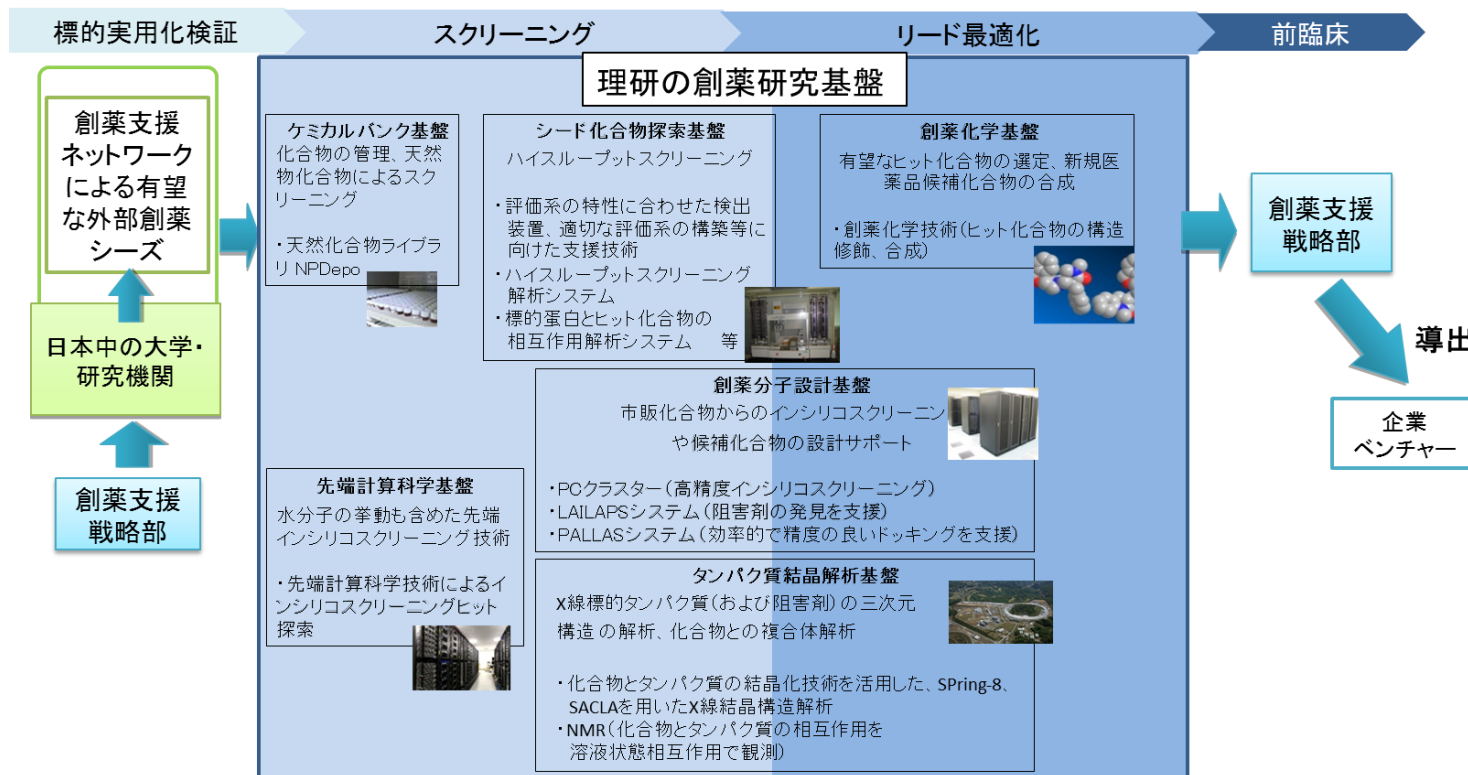 標的実用化検証
スクリーニング
リード最適化
前臨床
理研の創薬研究基盤
創薬支援
ネットワーク
による有望
な外部創薬
シーズ
日本中の大学・
研究機関
創薬支援
戦略部
ケミカルバンク基盤
化合物の管理、天然
物化合物によるスク
リーニング
・天然化合物ライブラ
リ NPDepo
シード化合物探索基盤
ハイスループットスクリーニング
・評価系の特性に合わせた検出
装置、適切な評価系の構築等に
向けた支援技術
・ハイスループットスクリーニング
解析システム
・標的蛋白とヒット化合物の
相互作用解析システム 等
創薬化学基盤
有望なヒット化合物の選定、新規医
薬品候補化合物の合成
・創薬化学技術(ヒット化合物の構造
修飾、合成)
創薬分子設計基盤
市販化合物からのインシリコスクリーニン
や候補化合物の設計サポート
・PCクラスター(高精度インシリコスクリーニング)
・LAILAPSシステム(阻害剤の発見を支援)
・PALLASシステム(効率的で精度の良いドッキングを支援)
先端計算科学基盤
水分子の挙動も含めた先端
インシリコスクリーニング技術
・先端計算科学技術によるイ
ンシリコスクリーニングヒット
探索
タンパク質結晶解析基盤
X線標的タンパク質(および阻害剤)の三次元
構造の解析、化合物との複合体解析
・化合物とタンパク質の結晶化技術を活用した、SPring-8、
SACLAを用いたX線結晶構造解析
・NMR(化合物とタンパク質の相互作用を
溶液状態相互作用で観測)
創薬支援
戦略部
導出
企業
ベンチャー